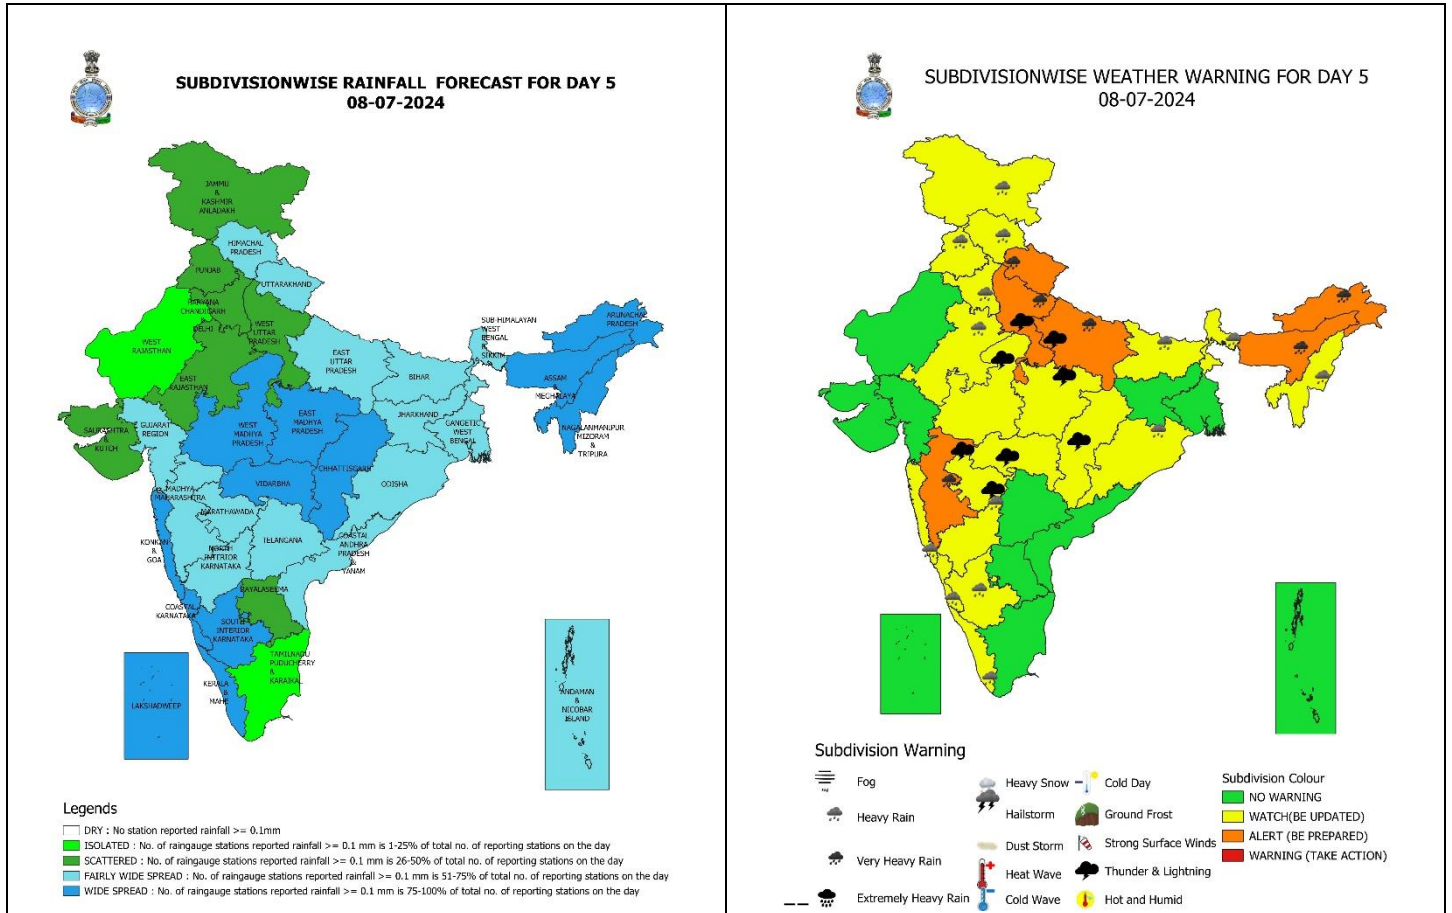 SUBDIVISIONWISE RAINFALL FORECAST FOR DAY 5
08-07-2024
JAMMU
&
KASHMIR
ANLADAKH
HIMACHAL
PRADESH
PUNJAB
UTTARAKHAND
HARYANA
CHANDIGARH
&
DELHI
WEST
UTTAR
PRADESH
WEST
RAJASTHAN
EAST
RAJASTHAN
EAST
UTTAR
PRADESH
SUB-HIMALAYAN
WEST
BENGAL
&
SIKKIM
ARUNACHAL
PRADESH
ASSAM
&
MEGHALAYA
NAGALANMANIPUR
MIZORAM
&
TRIPURA
BIHAR
JHARKHAND
GANGETIC
WEST
BENGAL
SAURASHTRA
&
KUTCH
GUJARAT
REGION
WEST
MADHYA
PRADESH
EAST
MADHYA
PRADESH
CHHATTISGARH
ODISHA
VIDARBHA
MADHYA
MAHARASHTRA
MARATHAWADA
KONKAN
&
GOA
NORTH
INTERIOR
KARNATAKA
TELANGANA
COASTAL
ANDHRA
PRADESH
&
YANAM
RAYALASEEMA
COASTAL
KARNATAKA
SOUTH
INTERIOR
KARNATAKA
TAMILNADU
PUDUCHERRY
&
KARAIKAL
KERALA
&
MAHE
LAKSHADWEEP
ANDAMAN
&
NICOBAR
ISLAND
Legends
DRY : No station reported rainfall >= 0.1mm
ISOLATED : No. of raingauge stations reported rainfall >= 0.1 mm is 1-25% of total no. of reporting stations on the day
SCATTERED : No. of raingauge stations reported rainfall >= 0.1 mm is 26-50% of total no. of reporting stations on the day
FAIRLY WIDE SPREAD : No. of raingauge stations reported rainfall >= 0.1 mm is 51-75% of total no. of reporting stations on the day
WIDE SPREAD : No. of raingauge stations reported rainfall >= 0.1 mm is 75-100% of total no. of reporting stations on the day
SUBDIVISIONWISE WEATHER WARNING FOR DAY 5
08-07-2024
Subdivision Warning
Fog
Heavy Rain
Very Heavy Rain
Extremely Heavy Rain
Heavy Snow
Hailstorm
Dust Storm
Heat Wave
Cold Wave
Cold Day
Ground Frost
Strong Surface Winds
Thunder & Lightning
Hot and Humid
Subdivision Colour
NO WARNING
WATCH(BE UPDATED)
ALERT (BE PREPARED)
WARNING (TAKE ACTION)